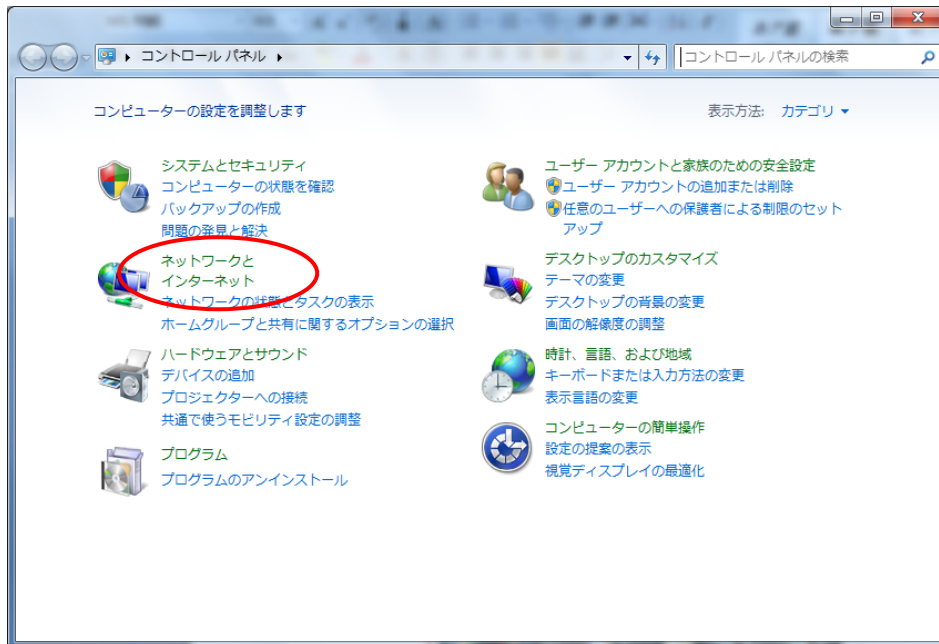 コントロール パネル
コントロール パネルの検索
コンピューターの設定を調整します
表示方法: カテゴリ
システムとセキュリティ
コンピューターの状態を確認
バックアップの作成
問題の発見と解決
ネットワークと
インターネット
ネットワークの状態とタスクの表示
ホームグループと共有に関するオプションの選択
ハードウェアとサウンド
デバイスの追加
プロジェクターへの接続
共通で使うモビリティ設定の調整
プログラム
プログラムのアンインストール
ユーザー アカウントと家族のための安全設定
ユーザー アカウントの追加または削除
任意のユーザーへの保護者による制限のセット
アップ
デスクトップのカスタマイズ
テーマの変更
デスクトップの背景の変更
画面の解像度の調整
時計、言語、および地域
キーボードまたは入力方法の変更
表示言語の変更
コンピューターの簡単操作
設定の提案の表示
視覚ディスプレイの最適化